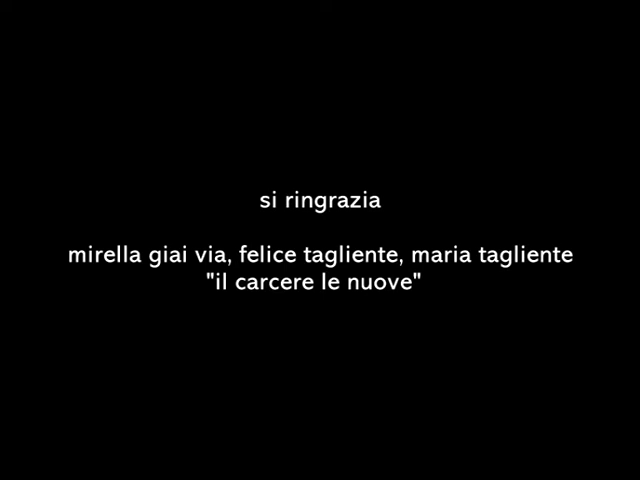 si ringrazia
mirella giai via, felice tagliente, maria tagliente
"il carcere le nuove"